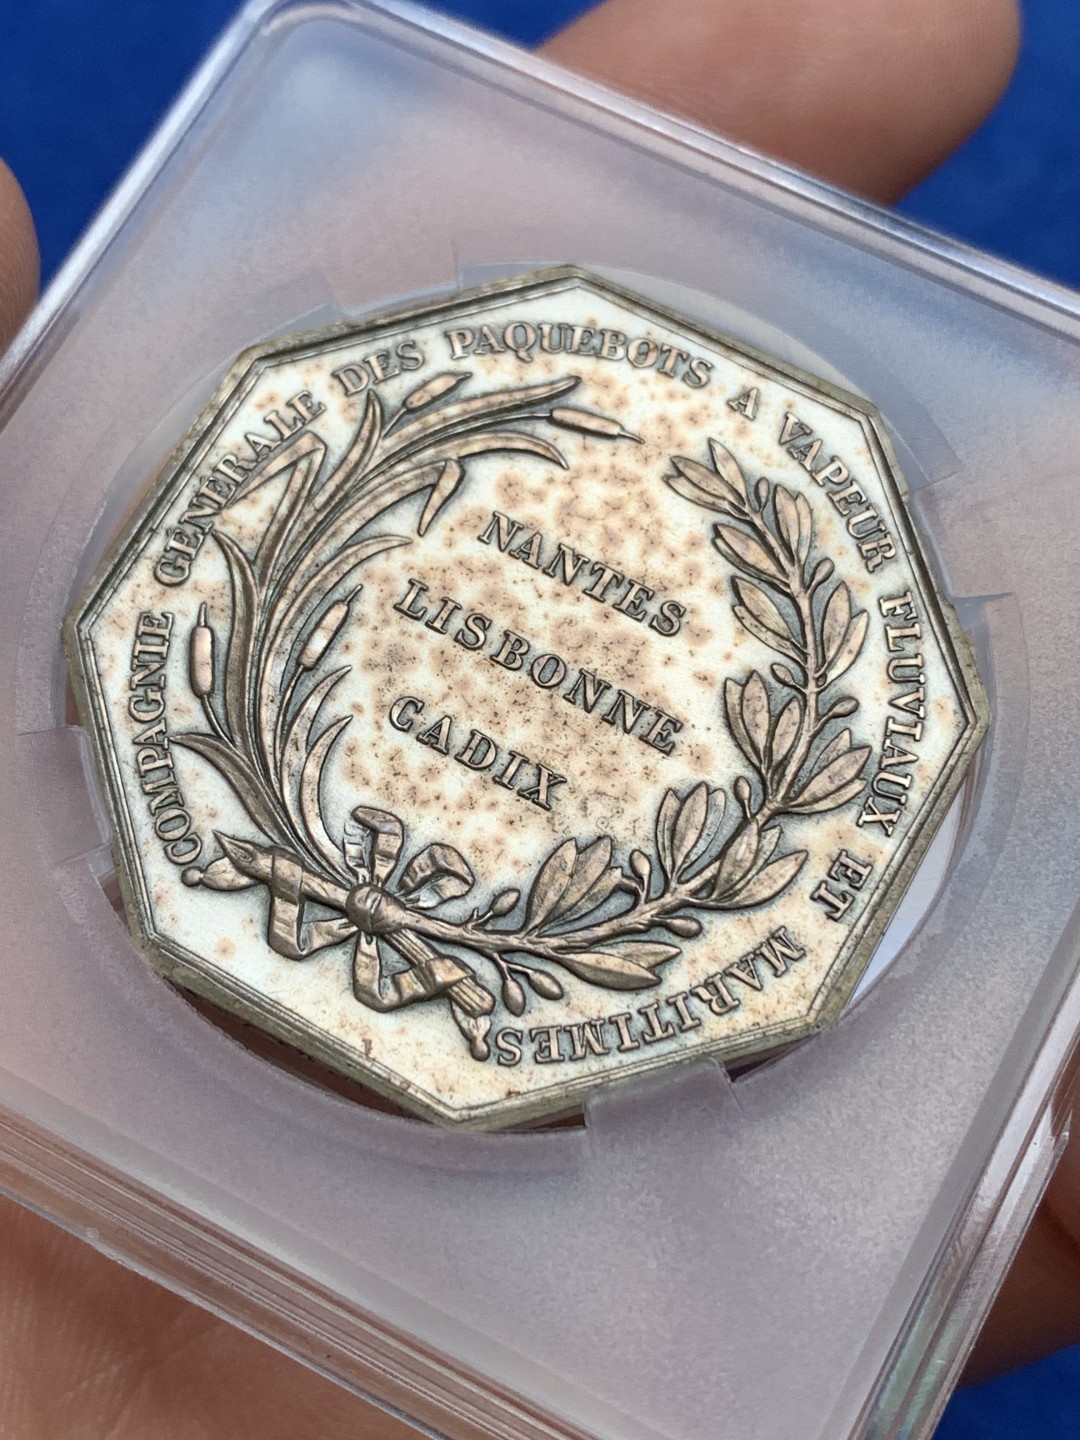 COMPAGNIE GÉNÉRALE DES PAQUEBOTS A VAPEUR FLUVIAUX ET MARITIMES
NANTES
LISBONNE
CADIX